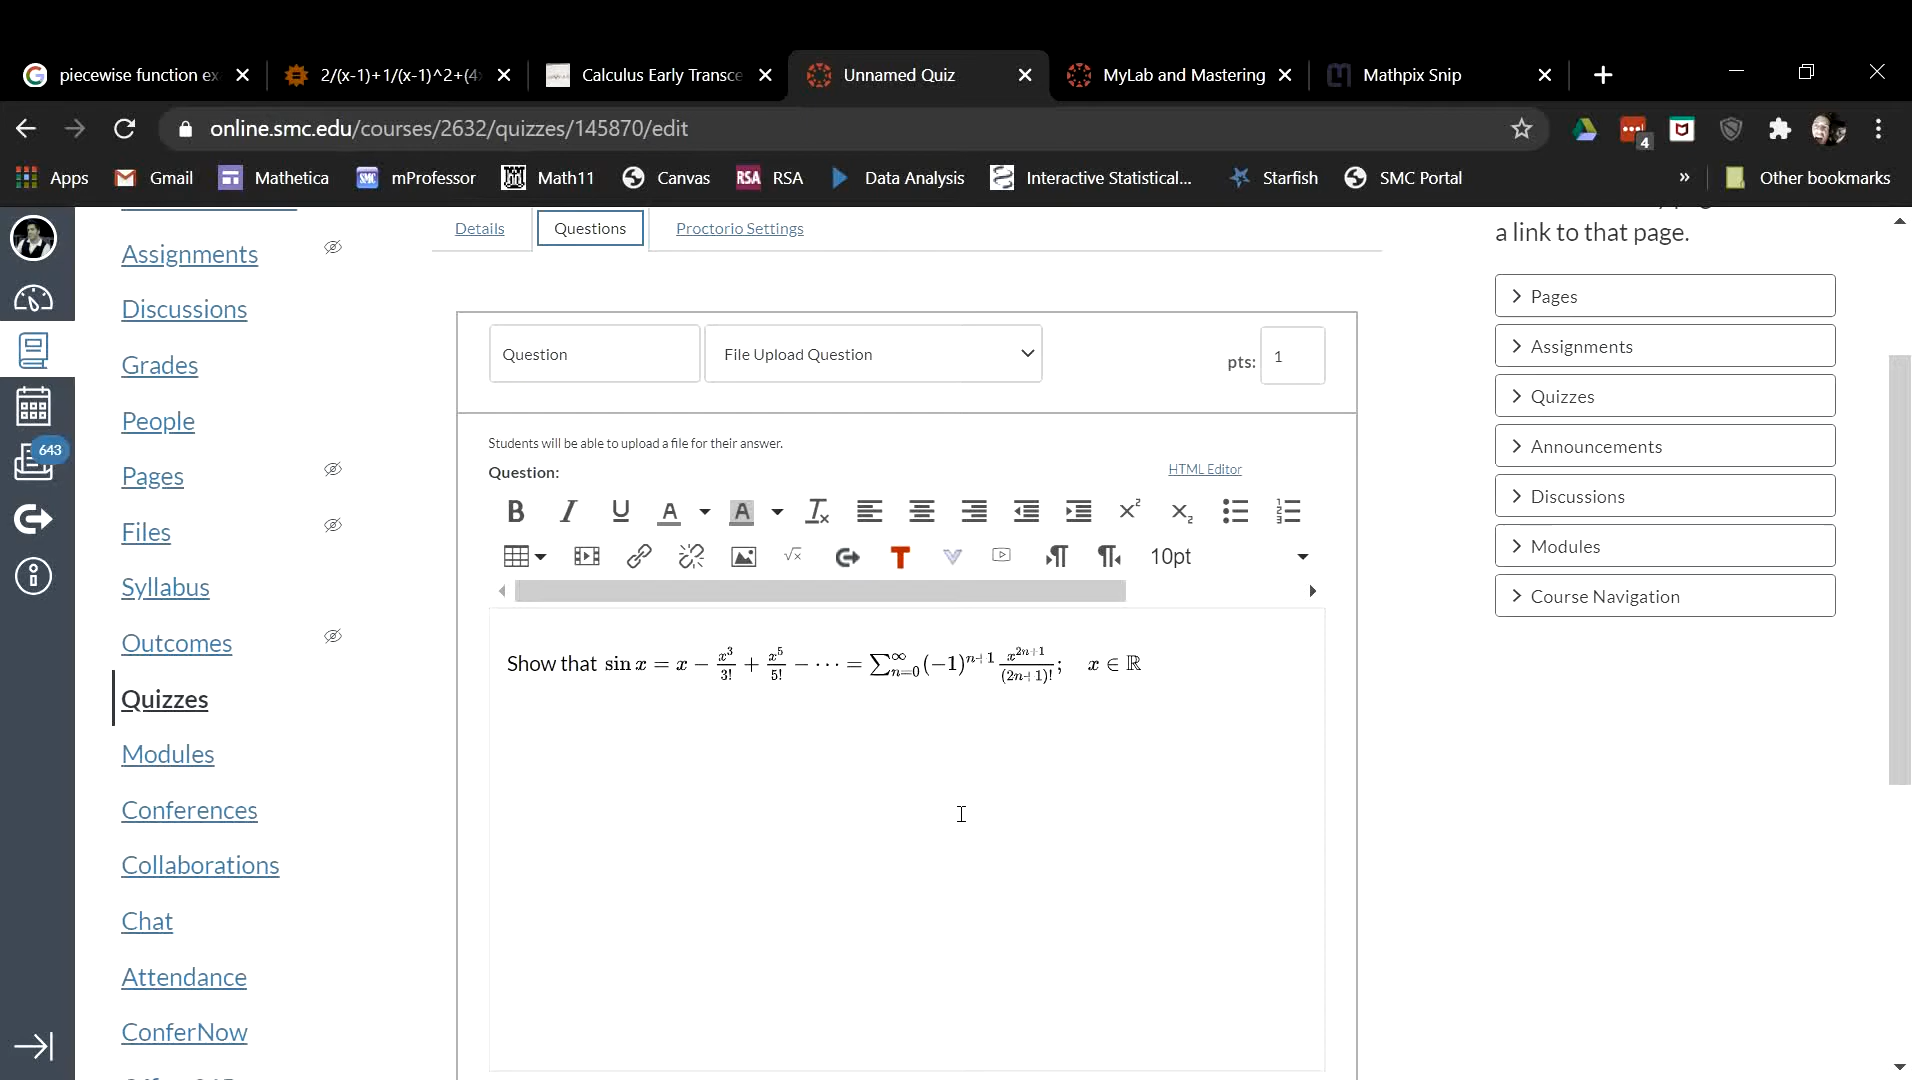 piecewise function ex
2/(x-1)+1/(x-1)^2+(4x
Calculus Early Transce
Unnamed Quiz
MyLab and Mastering
Mathpix Snip
online.smc.edu/courses/2632/quizzes/145870/edit
4
Apps
Gmail
Mathetica
SMC mProfessor
Math11
Canvas
RSA RSA
Data Analysis
Interactive Statistical...
Starfish
SMC Portal
»
Other bookmarks
643
Assignments
Discussions
Grades
People
Pages
Files
Syllabus
Outcomes
Quizzes
Modules
Conferences
Collaborations
Chat
Attendance
ConferNow
Details
Questions
Proctorio Settings
Question
File Upload Question
pts: 1
Students will be able to upload a file for their answer.
Question:
HTML Editor
10pt
Show that sin x = x − x³/3! + x⁵/5! − ⋯ = ∑_{n=0}^{∞} (−1)^{n+1} x^{2n+1}/(2n+1)!; x ∈ ℝ
a link to that page.
Pages
Assignments
Quizzes
Announcements
Discussions
Modules
Course Navigation